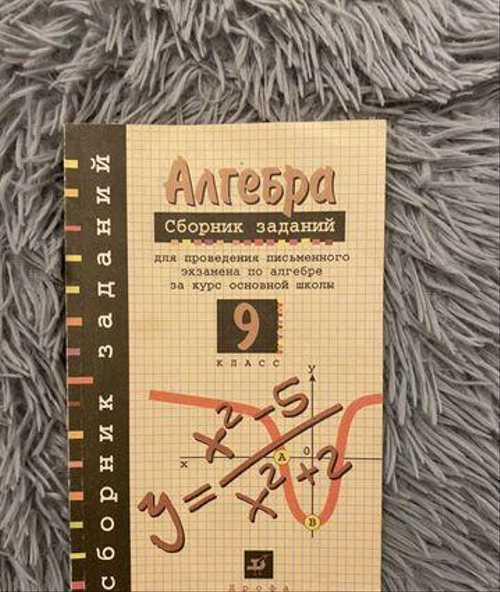 сборник заданий
Алгебра
Сборник заданий
для проведения письменного
экзамена по алгебре
за курс основной школы
9
КЛАСС
y
x
A
0
B
y = x² - 5 / x² + 2
Дрофа